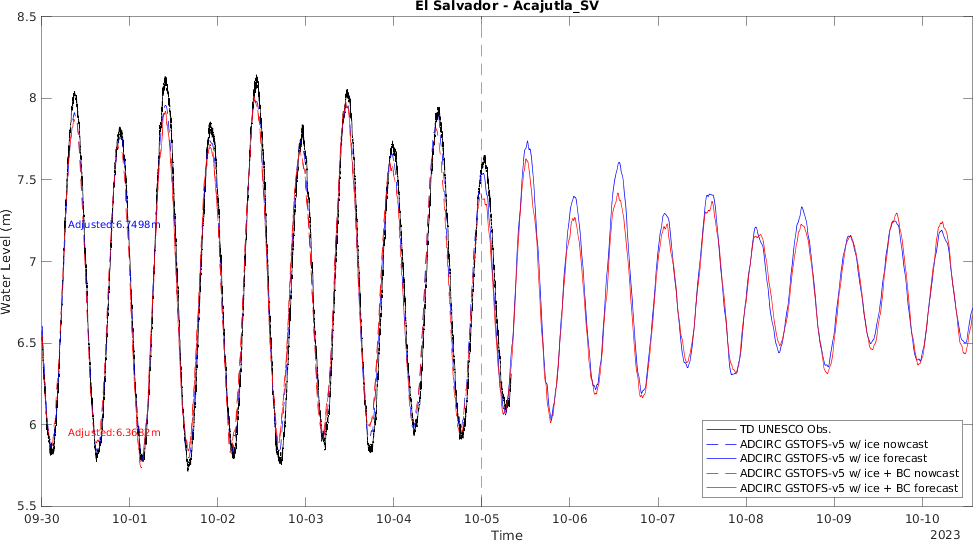 El Salvador - Acajutla_SV
8.5
8
7.5
7
6.5
6
5.5
Water Level (m)
Adjusted:6.7498m
Adjusted:6.3632m
TD UNESCO Obs.
ADCIRC GSTOFS-v5 w/ ice nowcast
ADCIRC GSTOFS-v5 w/ ice forecast
ADCIRC GSTOFS-v5 w/ ice + BC nowcast
ADCIRC GSTOFS-v5 w/ ice + BC forecast
09-30 10-01 10-02 10-03 10-04 10-05 10-06 10-07 10-08 10-09 10-10
Time
2023